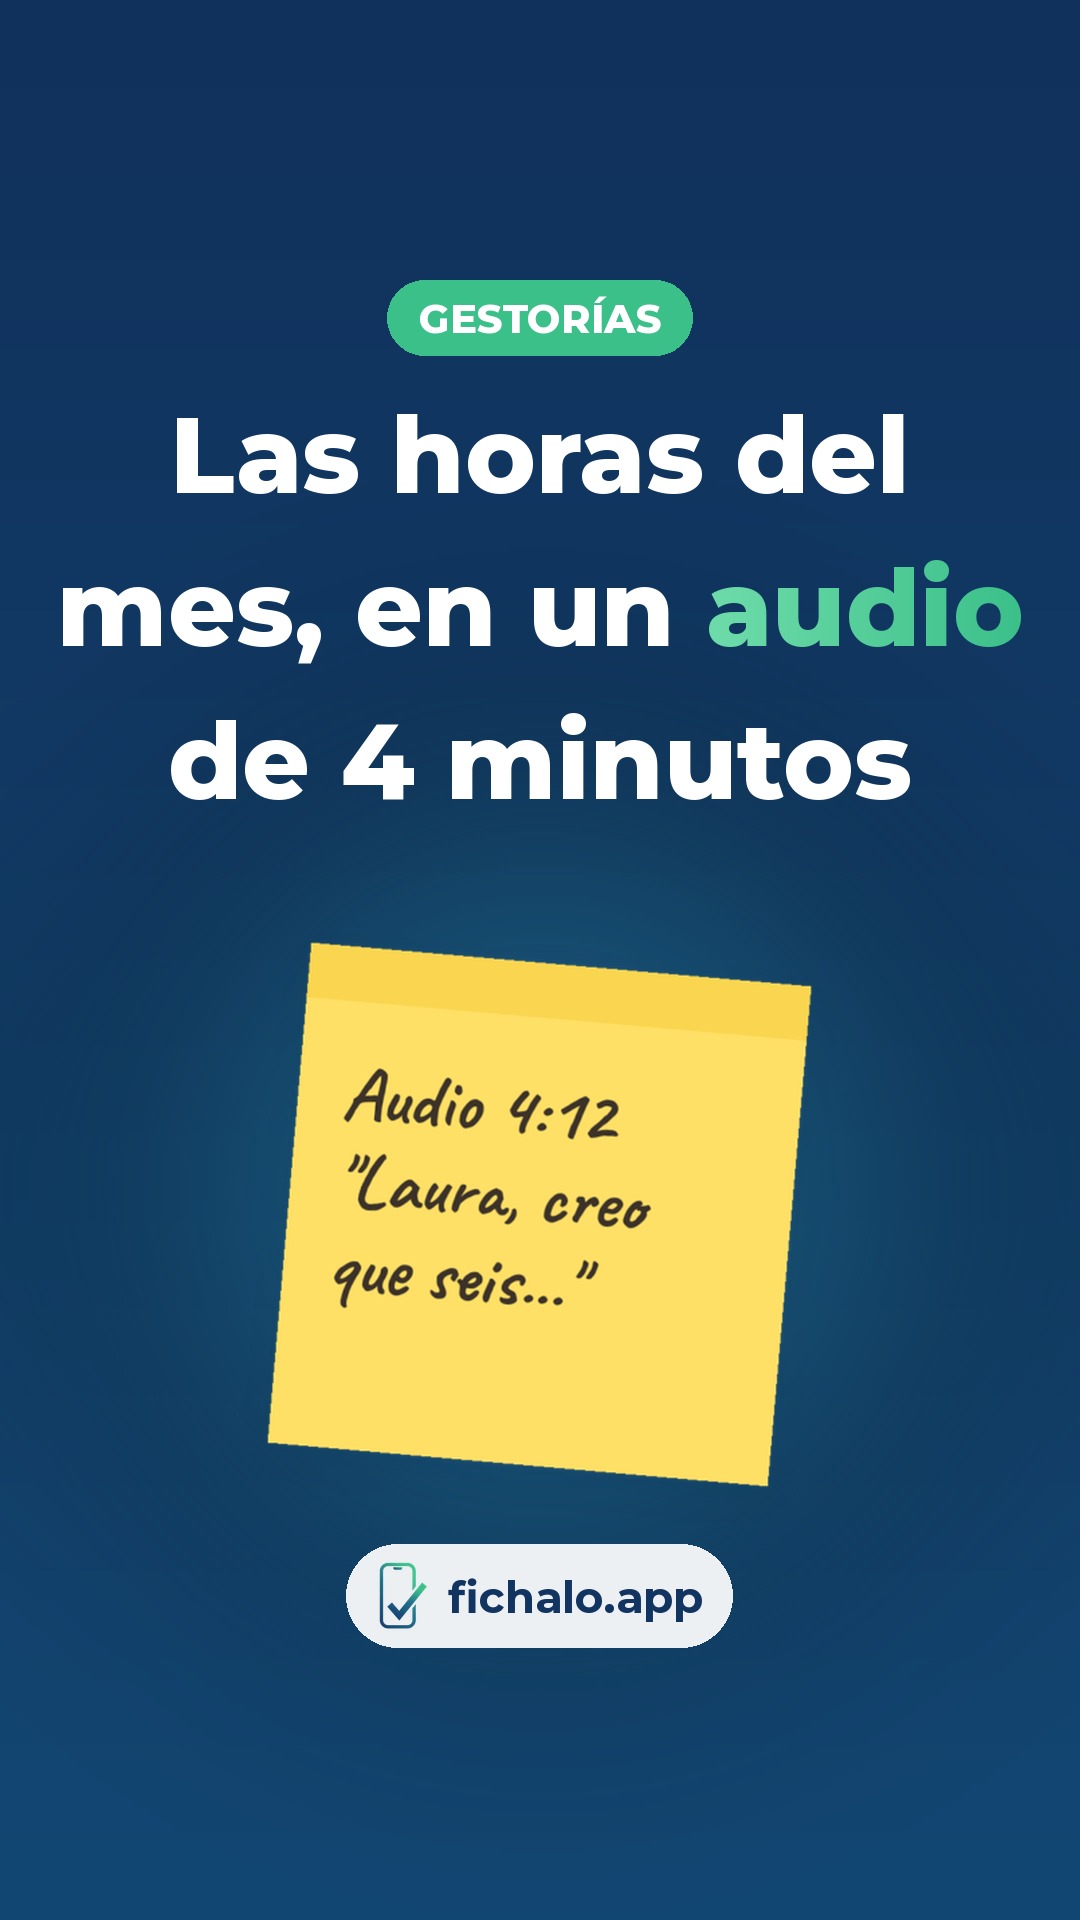 GESTORÍAS
Las horas del
mes, en un audio
de 4 minutos
Audio 4:12
"Laura, creo
que seis..."
fichalo.app